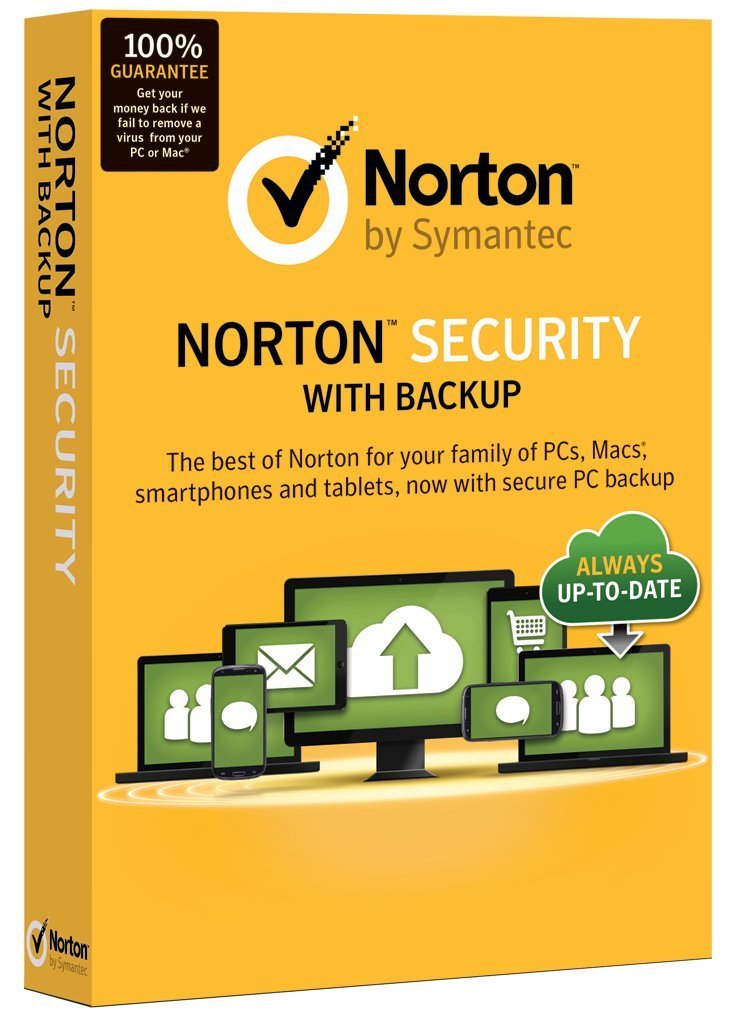 100%
GUARANTEE
Get your
money back if we
fail to remove a
virus from your
PC or Mac®
Norton™
by Symantec
NORTON™ SECURITY
WITH BACKUP
The best of Norton for your family of PCs, Macs®,
smartphones and tablets, now with secure PC backup
ALWAYS
UP-TO-DATE
NORTON™ SECURITY
WITH BACKUP
Norton
by Symantec